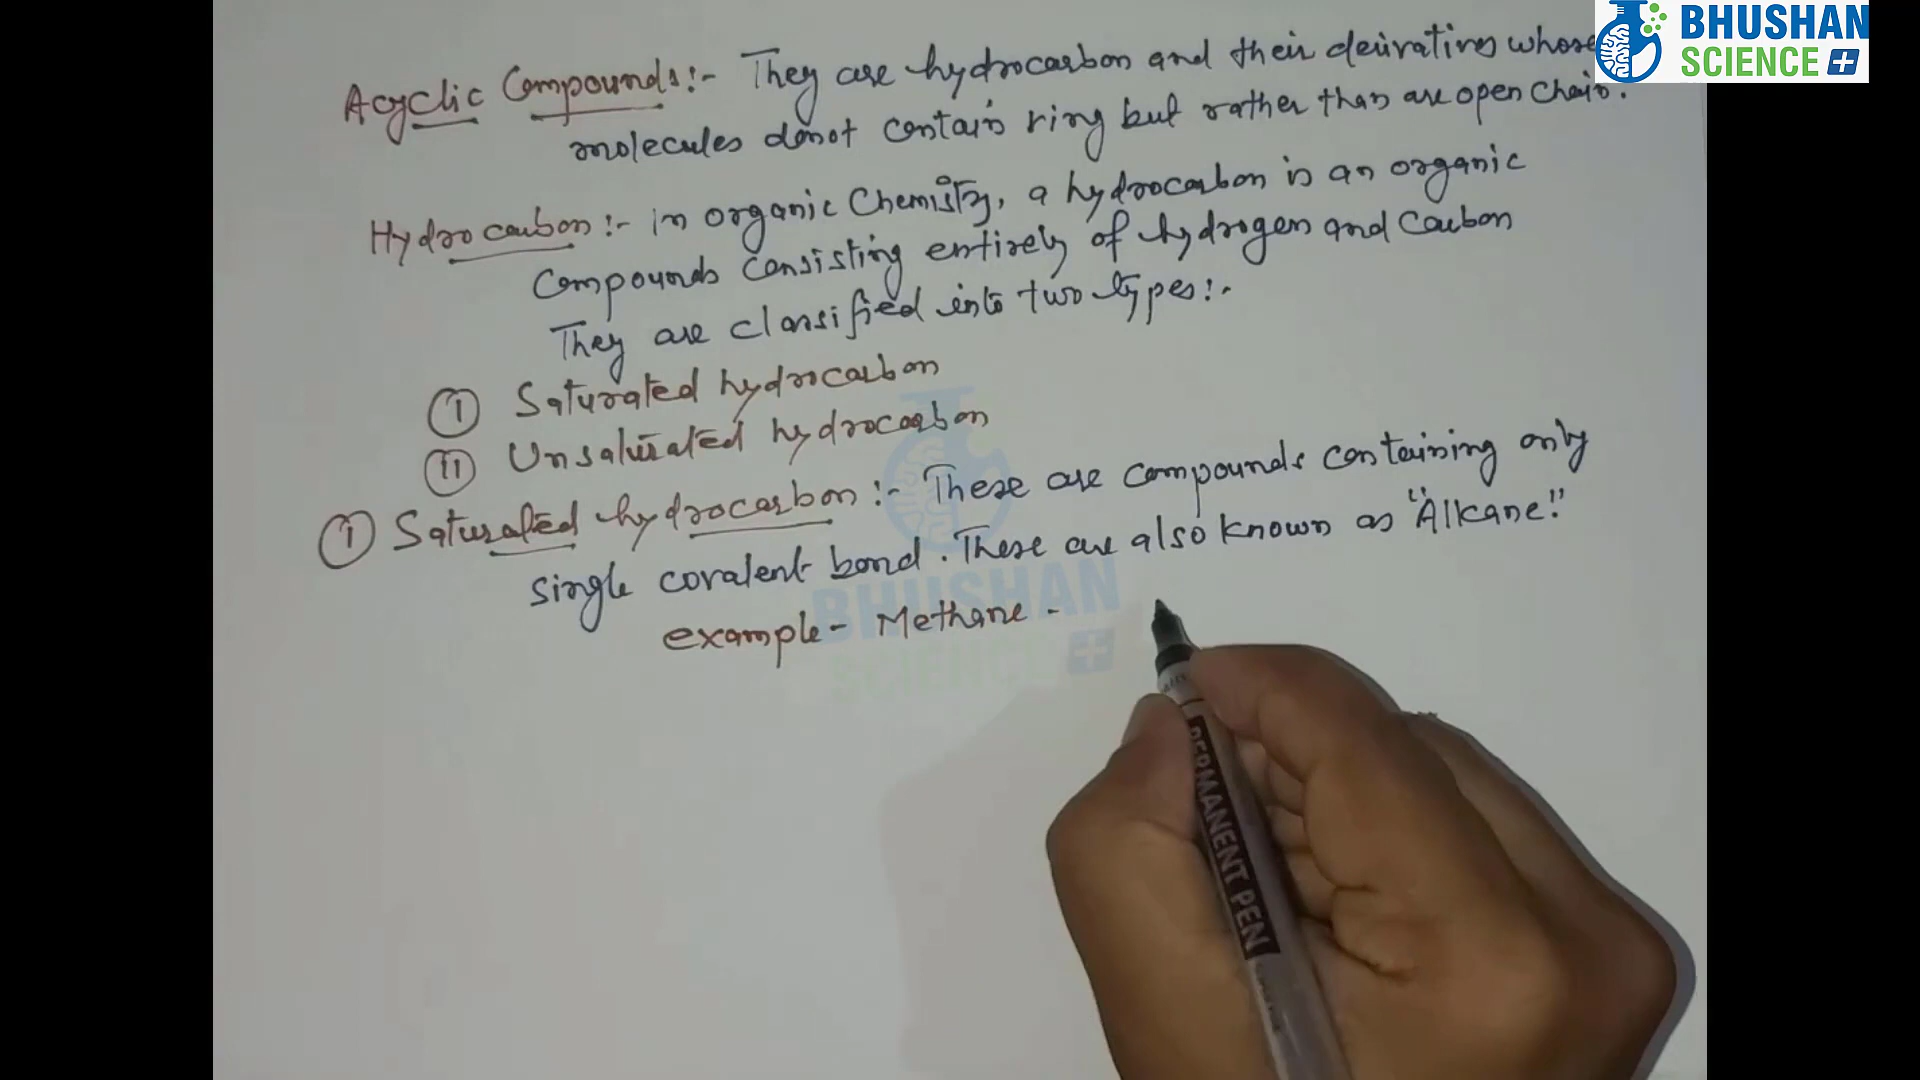 BHUSHAN
SCIENCE +
Acyclic Compounds:- They are hydrocarbon and their derivatives whose
molecules donot contain ring but rather than are open chain.
Hydrocarbon:- In organic Chemistry, a hydrocarbon is an organic
Compounds consisting entirely of hydrogen and Carbon
They are classified into two types:-
I Saturated hydrocarbon
II Unsaturated hydrocarbon
I Saturated hydrocarbon:- These are compounds containing only
single covalent bond. These are also known as "Alkane."
example- Methane -
BHUSHAN
SCIENCE +
PERMANENT PEN